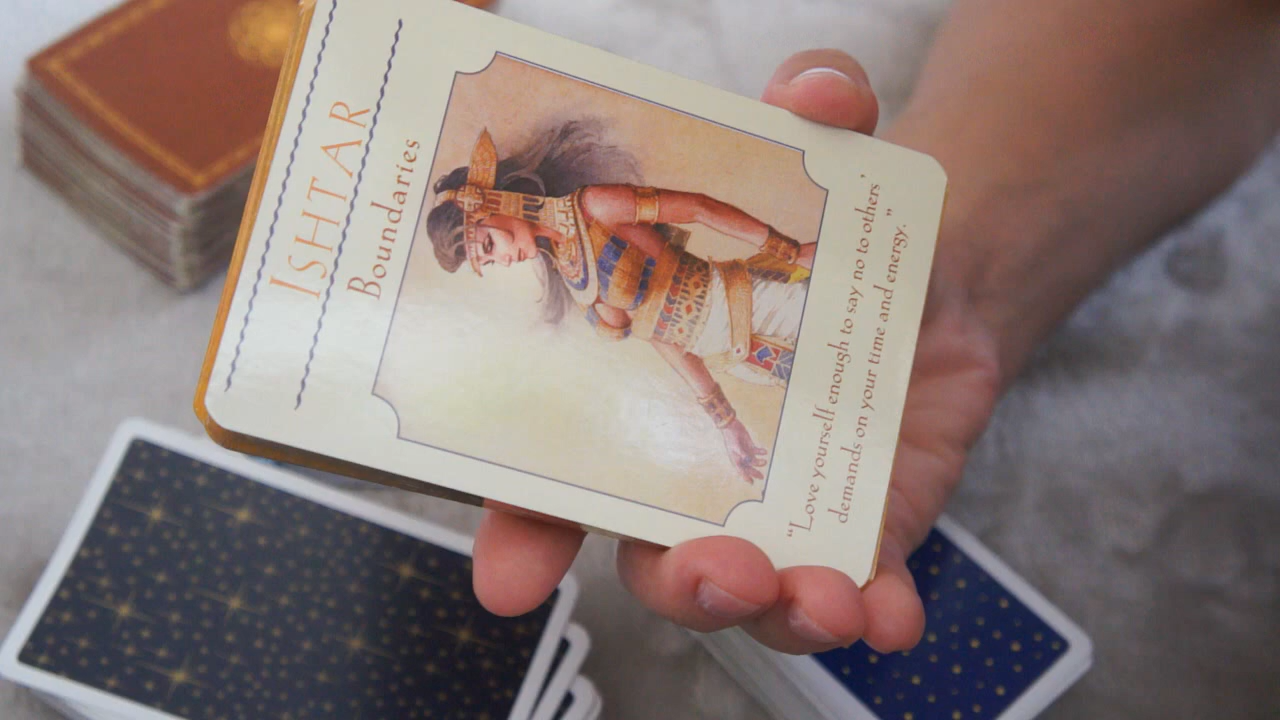 ISHTAR
Boundaries
“Love yourself enough to say no to others’
demands on your time and energy.”